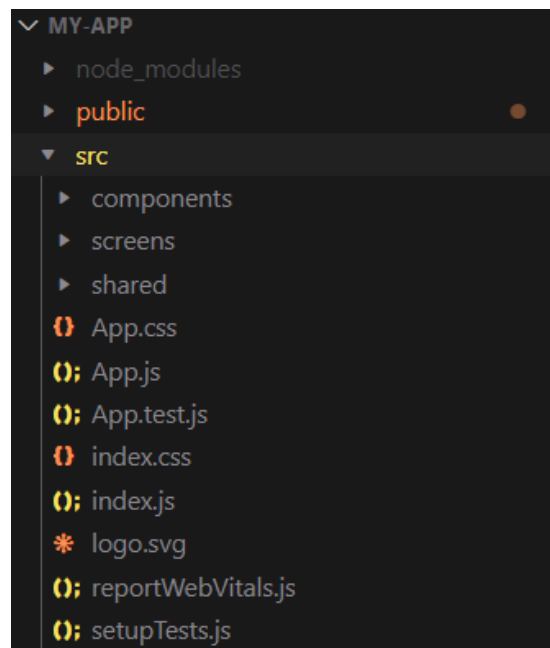 MY-APP
node_modules
public
src
components
screens
shared
{} App.css
(); App.js
(); App.test.js
{} index.css
(); index.js
logo.svg
(); reportWebVitals.js
(); setupTests.js